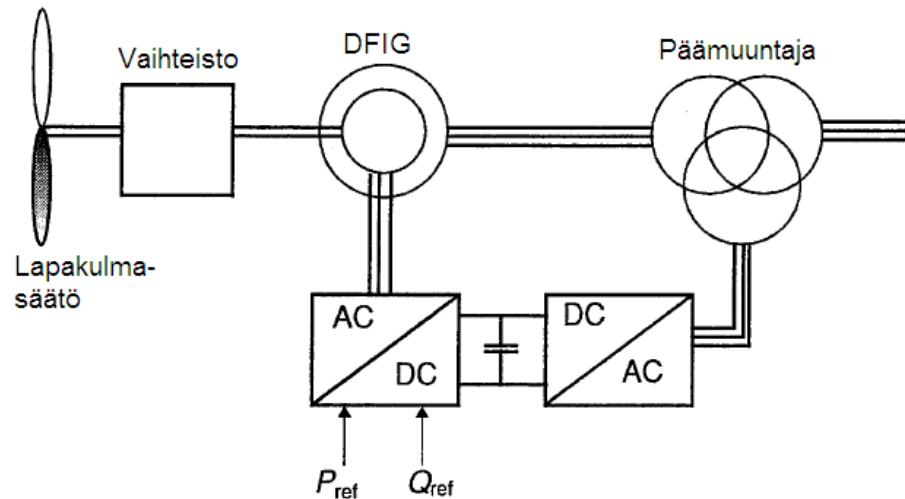 DFIG
Vaihteisto
Päämuuntaja
Lapakulma-
säätö
AC
DC
DC
AC
Pref
Qref